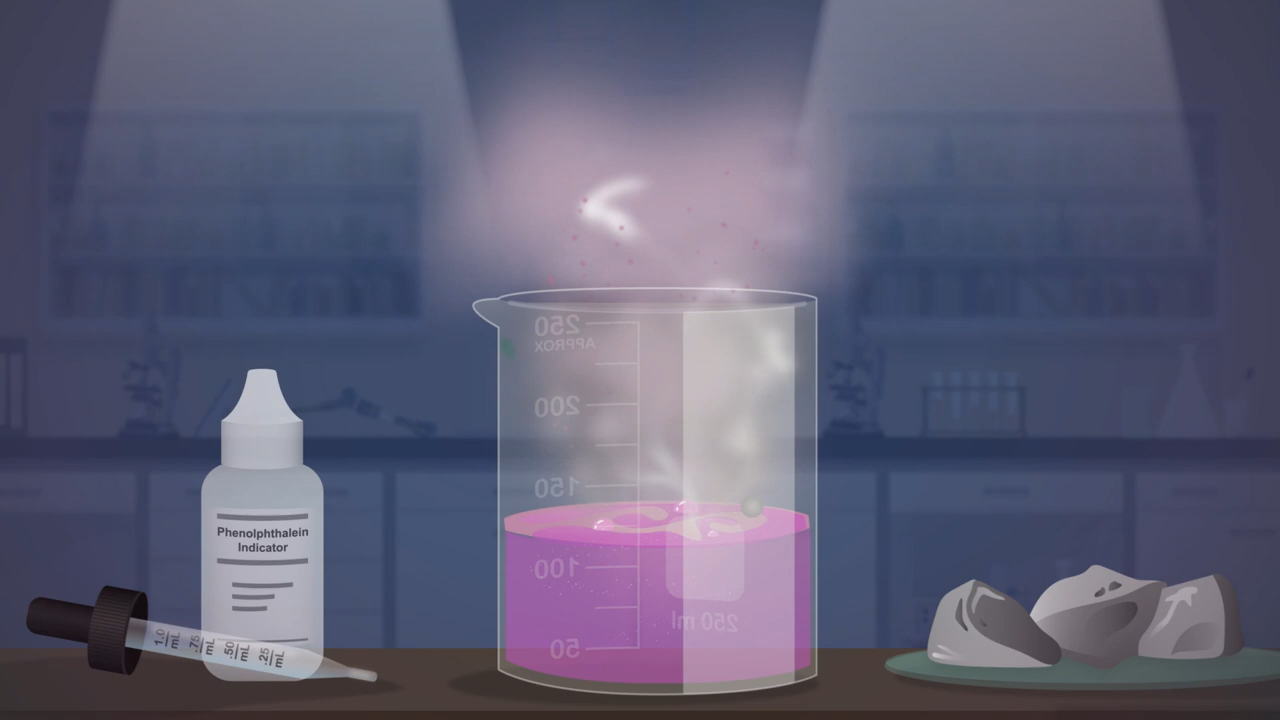 Phenolphthalein
Indicator
1.0 mL
.75 mL
.50 mL
.25 mL
250
APPROX
200
150
100
50
250 ml